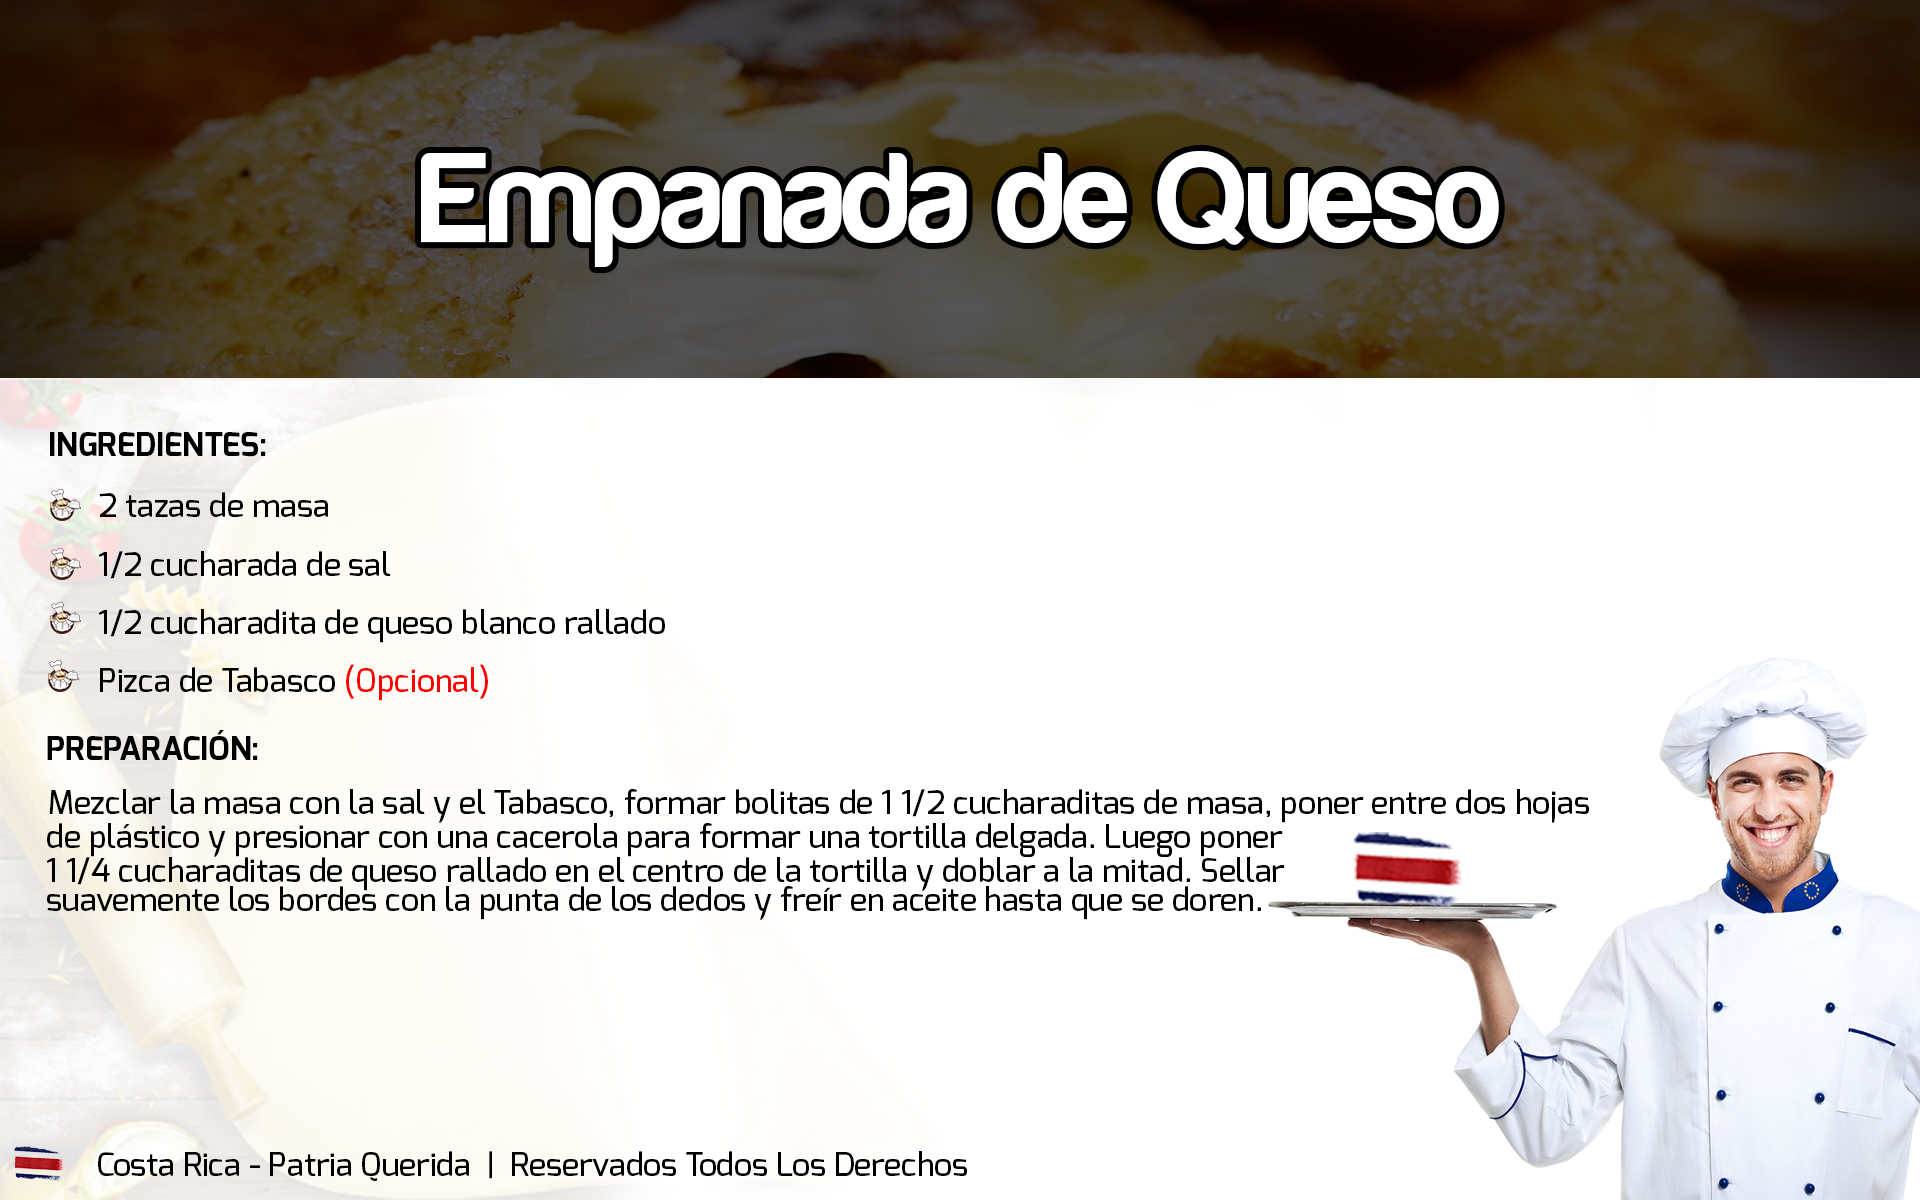 Empanada de Queso
INGREDIENTES:
2 tazas de masa
1/2 cucharada de sal
1/2 cucharadita de queso blanco rallado
Pizca de Tabasco (Opcional)
PREPARACIÓN:
Mezclar la masa con la sal y el Tabasco, formar bolitas de 1 1/2 cucharaditas de masa, poner entre dos hojas
de plástico y presionar con una cacerola para formar una tortilla delgada. Luego poner
1 1/4 cucharaditas de queso rallado en el centro de la tortilla y doblar a la mitad. Sellar
suavemente los bordes con la punta de los dedos y freír en aceite hasta que se doren.
Costa Rica - Patria Querida | Reservados Todos Los Derechos